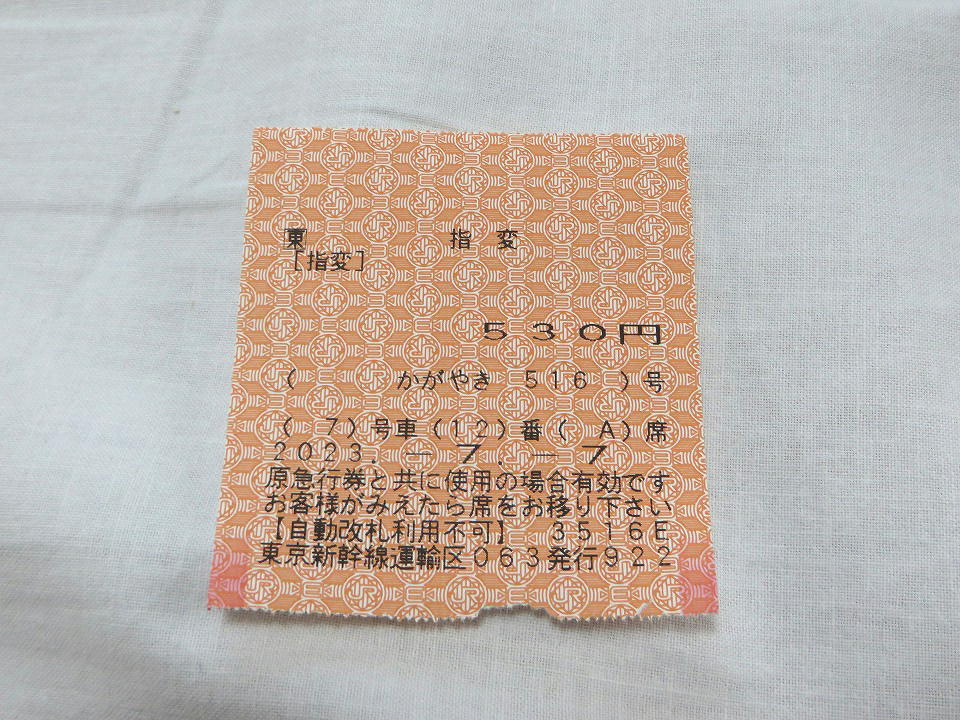 東 指変
[指変]
530円
( かがやき 516 )号
( 7)号車(12)番( A)席
2023.－7.－7
原急行券と共に使用の場合有効です
お客様がみえたら席をお移り下さい
【自動改札利用不可】 3516E
東京新幹線運輸区063発行922